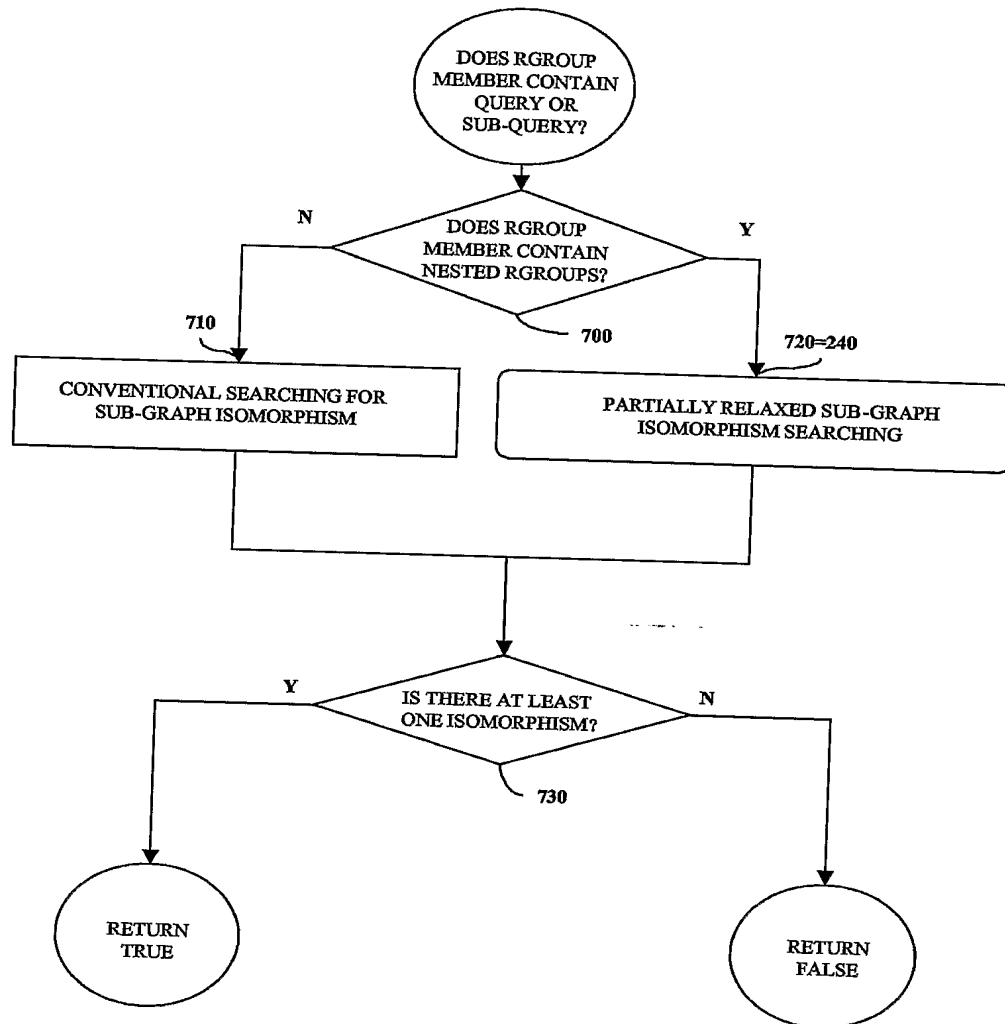 DOES RGROUP
MEMBER CONTAIN
QUERY OR
SUB-QUERY?
N
Y
DOES RGROUP
MEMBER CONTAIN
NESTED RGROUPS?
700
710
720=240
CONVENTIONAL SEARCHING FOR
SUB-GRAPH ISOMORPHISM
PARTIALLY RELAXED SUB-GRAPH
ISOMORPHISM SEARCHING
Y
N
IS THERE AT LEAST
ONE ISOMORPHISM?
730
RETURN
TRUE
RETURN
FALSE